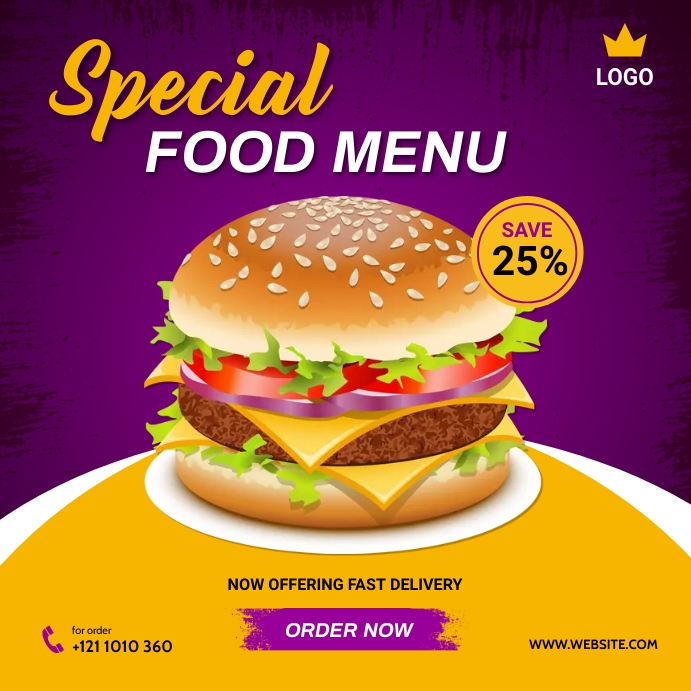 Special
LOGO
FOOD MENU
SAVE
25%
NOW OFFERING FAST DELIVERY
ORDER NOW
for order
+121 1010 360
WWW.WEBSITE.COM